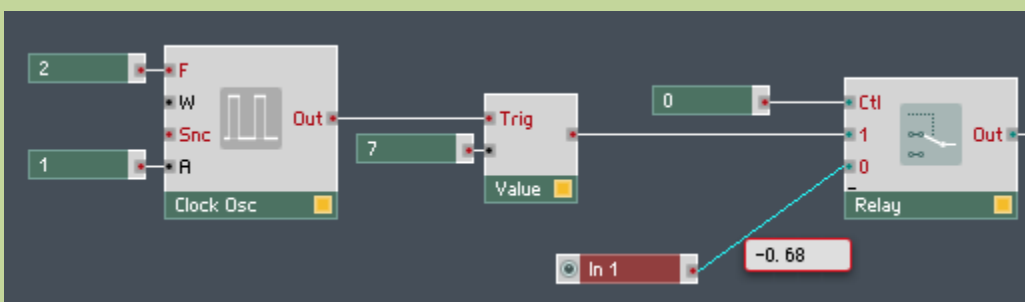 2
F
W
Snc
1
A
Out
Clock Osc
7
Trig
Value
0
Ctl
1
0
Out
-
Relay
In 1
-0.68